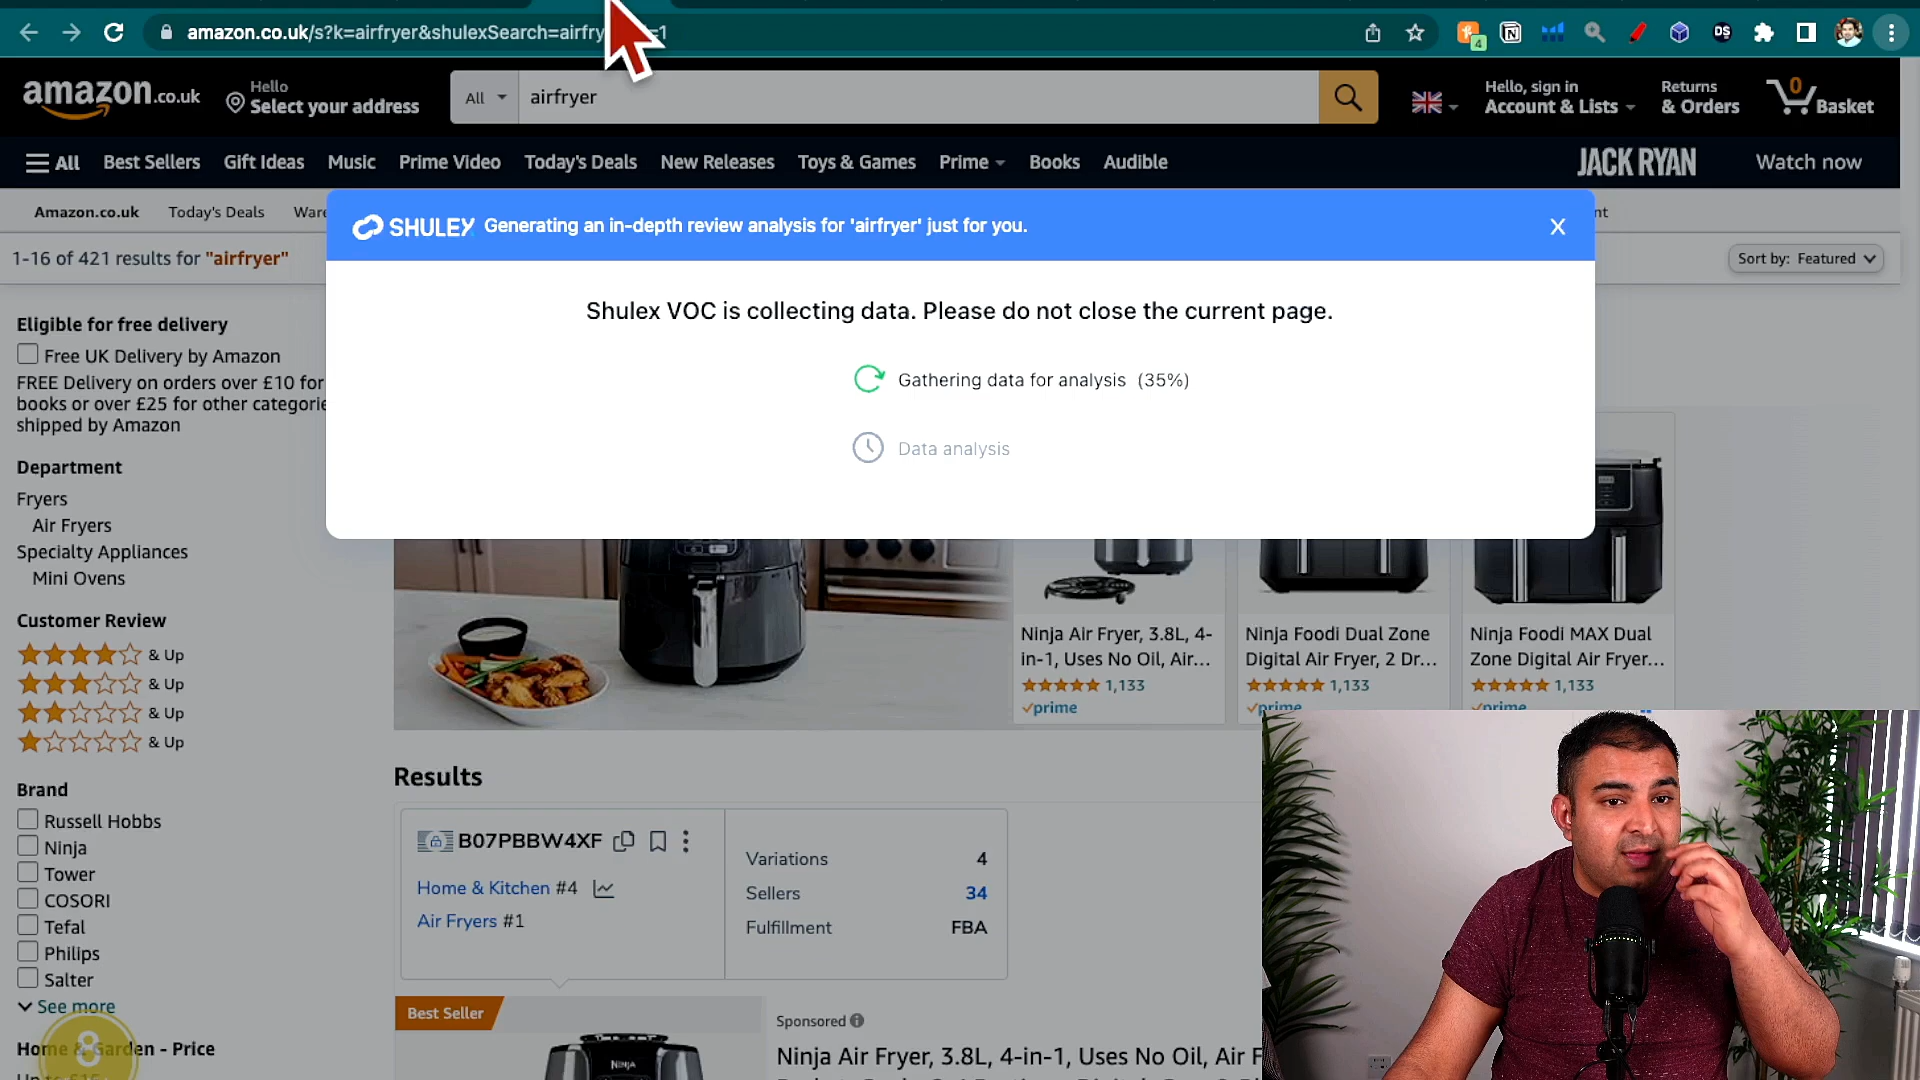 amazon.co.uk/s?k=airfryer&shulexSearch=airfry =1
4
DS
amazon.co.uk
Hello
Select your address
All
airfryer
Hello, sign in
Account & Lists
Returns
& Orders
0
Basket
All
Best Sellers
Gift Ideas
Music
Prime Video
Today's Deals
New Releases
Toys & Games
Prime
Books
Audible
JACK RYAN
Watch now
Amazon.co.uk
Today's Deals
Ware
nt
SHULEX Generating an in-depth review analysis for 'airfryer' just for you.
X
1-16 of 421 results for "airfryer"
Sort by: Featured
Shulex VOC is collecting data. Please do not close the current page.
Gathering data for analysis (35%)
Data analysis
Eligible for free delivery
Free UK Delivery by Amazon
FREE Delivery on orders over £10 for
books or over £25 for other categorie
shipped by Amazon
Department
Fryers
Air Fryers
Specialty Appliances
Mini Ovens
Customer Review
& Up
& Up
& Up
& Up
Brand
Russell Hobbs
Ninja
Tower
COSORI
Tefal
Philips
Salter
See more
Home & Garden - Price
8
Ninja Air Fryer, 3.8L, 4-
in-1, Uses No Oil, Air...
1,133
prime
Ninja Foodi Dual Zone
Digital Air Fryer, 2 Dr...
1,133
prime
Ninja Foodi MAX Dual
Zone Digital Air Fryer...
1,133
prime
Results
B07PBBW4XF
Home & Kitchen #4
Air Fryers #1
Variations 4
Sellers 34
Fulfillment FBA
Best Seller
NINJA
Sponsored
Ninja Air Fryer, 3.8L, 4-in-1, Uses No Oil, Air F